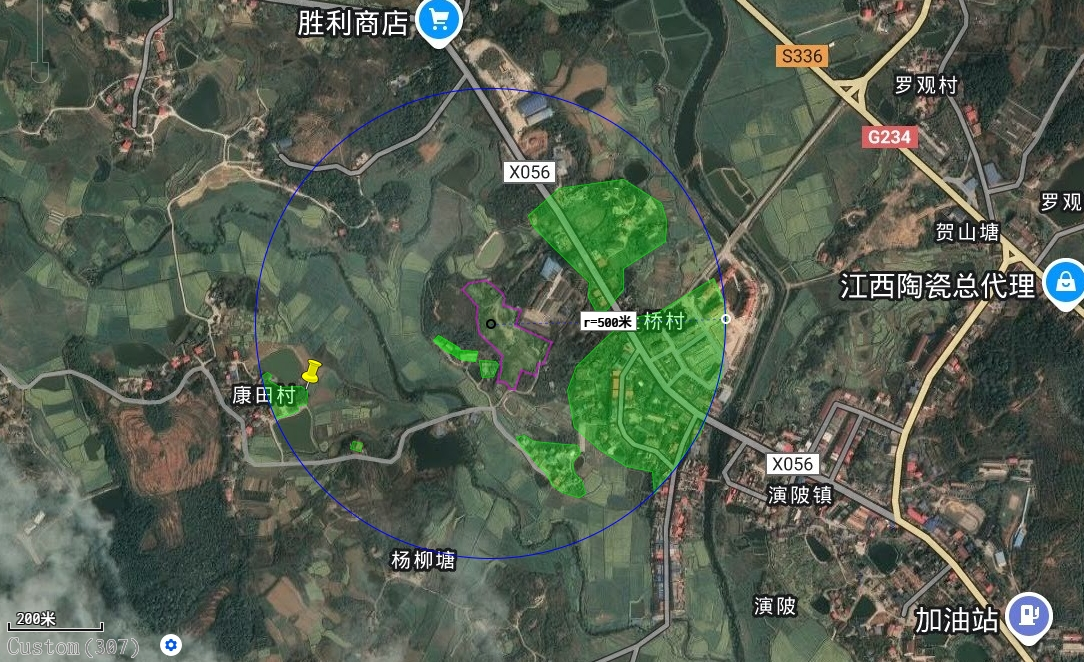 胜利商店
S336
罗观村
G234
X056
罗观
贺山塘
江西陶瓷总代理
r=500米
桥村
康田村
X056
演陂镇
杨柳塘
演陂
加油站
200米
Custom(307)